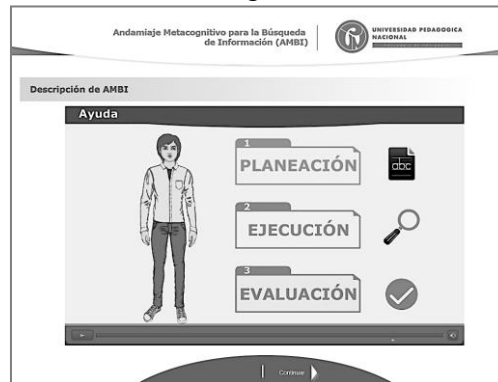 Andamiaje Metacognitivo para la Búsqueda
de Información (AMBI)
UNIVERSIDAD PEDAGOGICA
NACIONAL
Descripción de AMBI
Ayuda
1
PLANEACIÓN
abc
2
EJECUCIÓN
3
EVALUACIÓN
Continuar